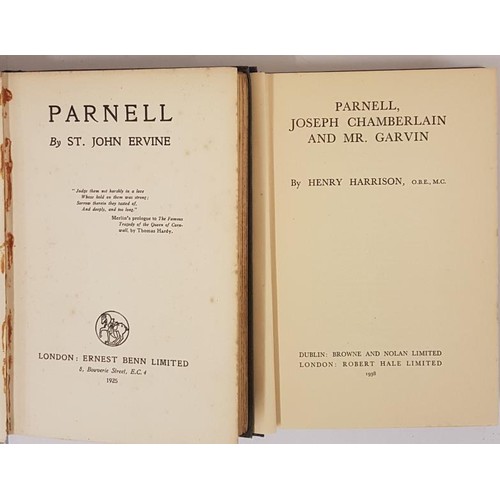 PARNELL
By ST. JOHN ERVINE
"Judge them not harshly in a love
Whose hold on them was strong;
Sorrow therein they tasted of,
And deeply, and too long."
Merlin's prologue to The Famous
Tragedy of the Queen of Corn-
wall, by Thomas Hardy.
LONDON: ERNEST BENN LIMITED
8, Bouverie Street, E.C. 4
1925
PARNELL,
JOSEPH CHAMBERLAIN
AND MR. GARVIN
By HENRY HARRISON, O.B.E., M.C.
DUBLIN: BROWNE AND NOLAN LIMITED
LONDON: ROBERT HALE LIMITED
1938